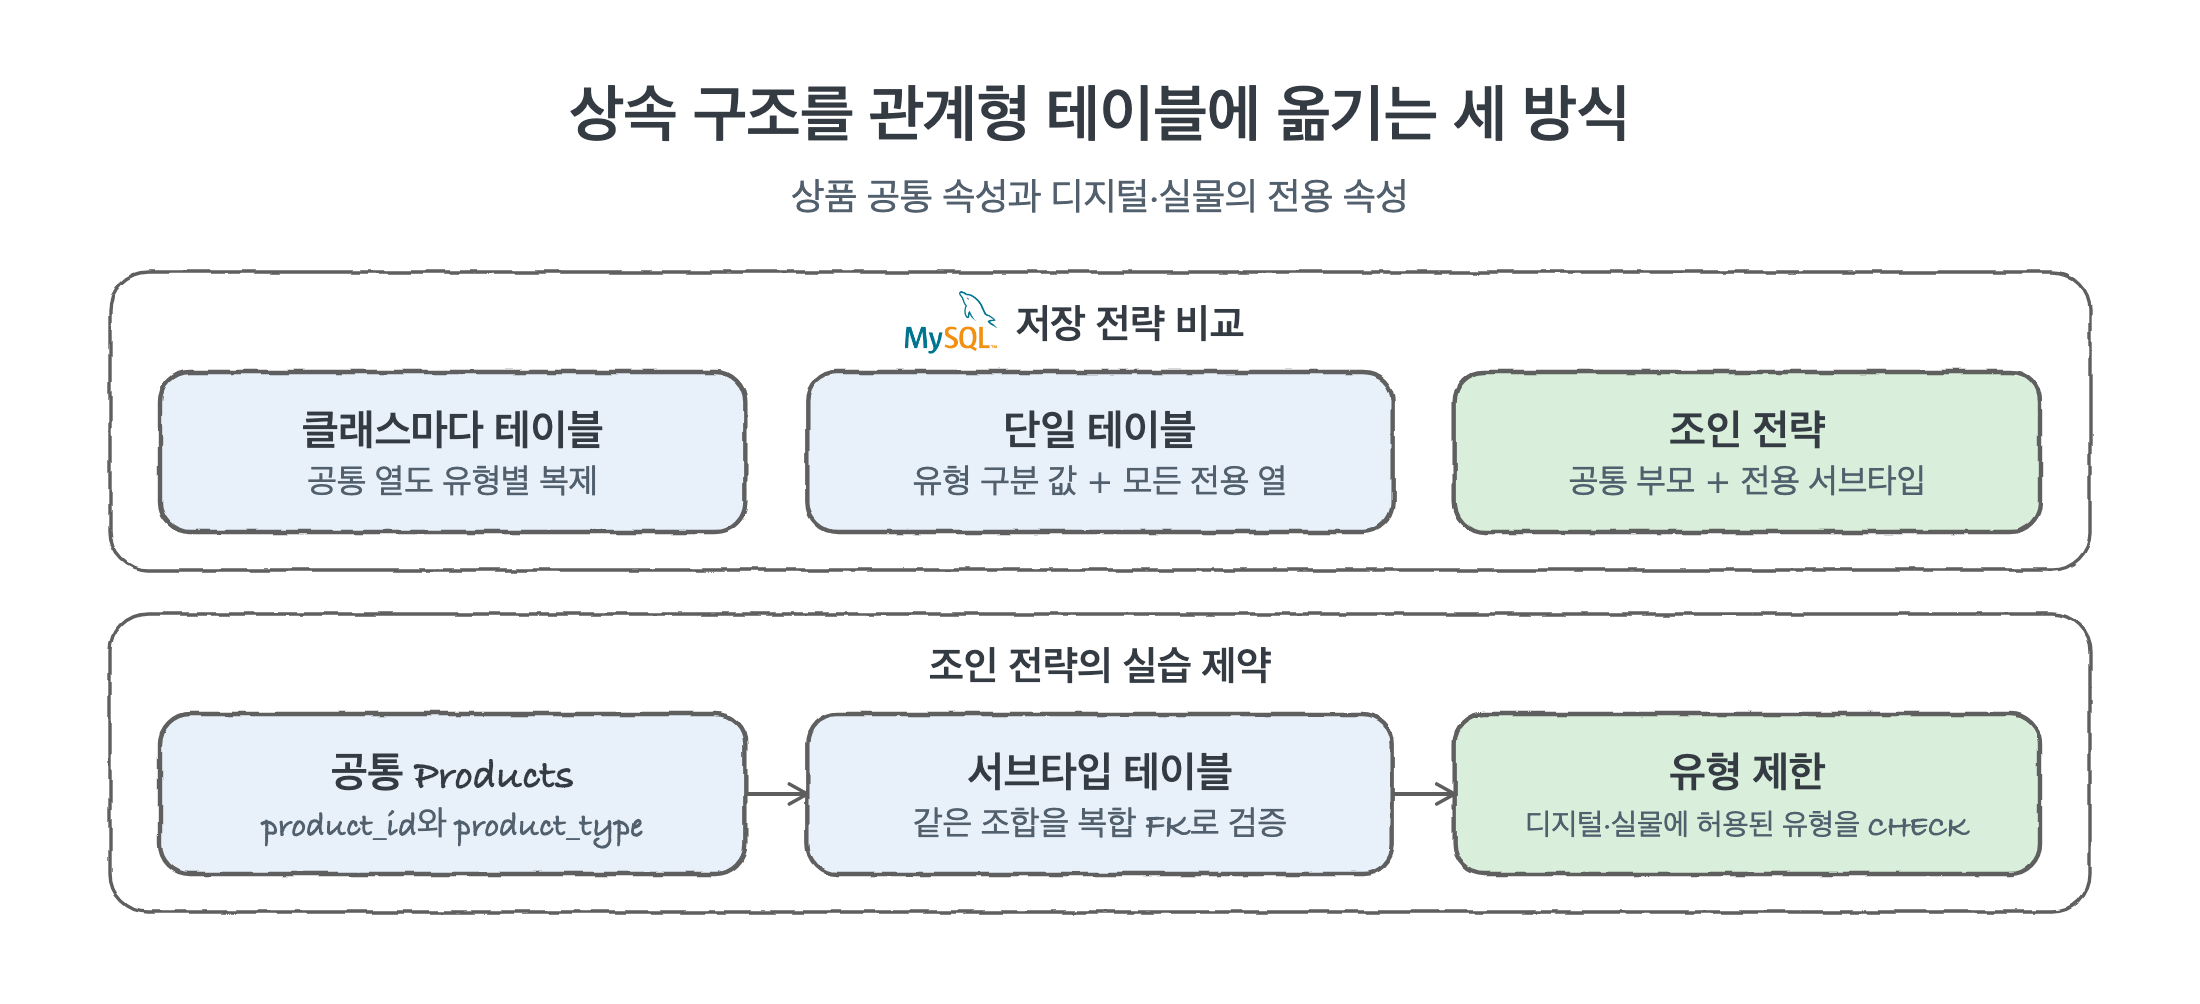 상속 구조를 관계형 테이블에 옮기는 세 방식
상품 공통 속성과 디지털·실물의 전용 속성
MySQL™ 저장 전략 비교
클래스마다 테이블
공통 열도 유형별 복제
단일 테이블
유형 구분 값 + 모든 전용 열
조인 전략
공통 부모 + 전용 서브타입
조인 전략의 실습 제약
공통 Products
product_id와 product_type
서브타입 테이블
같은 조합을 복합 FK로 검증
유형 제한
디지털·실물에 허용된 유형을 CHECK